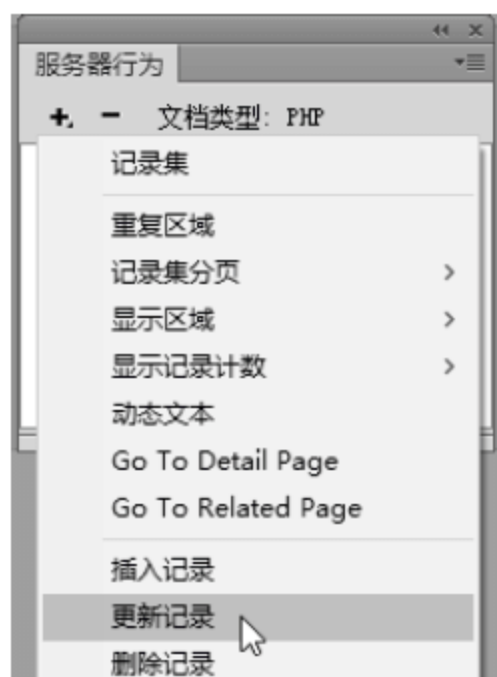 服务器行为
+, − 文档类型: PHP
记录集
重复区域
记录集分页
显示区域
显示记录计数
动态文本
Go To Detail Page
Go To Related Page
插入记录
更新记录
删除记录